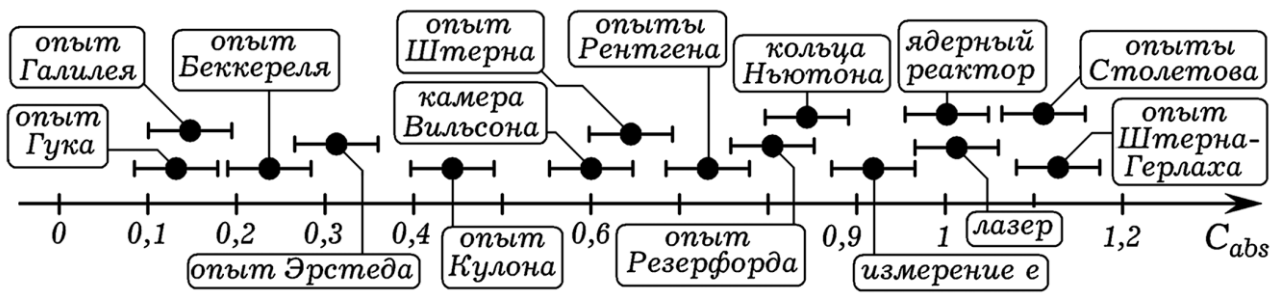 опыт
Галилея
опыт
Беккереля
опыт
Штерна
опыты
Рентгена
кольца
Ньютона
ядерный
реактор
опыты
Столетова
опыт
Гука
камера
Вильсона
опыт
Штерна-
Герлаха
0 0,1 0,2 0,3 0,4 0,6 0,9 1 1,2 Cabs
опыт Эрстеда
опыт
Кулона
опыт
Резерфорда
измерение e
лазер